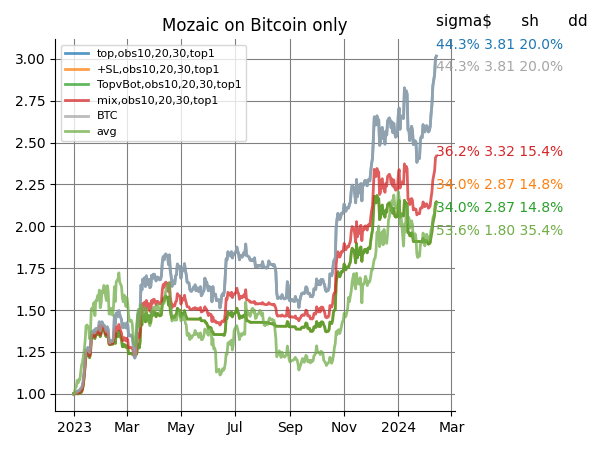 Mozaic on Bitcoin only
sigma$ sh dd
44.3% 3.81 20.0%
44.3% 3.81 20.0%
36.2% 3.32 15.4%
34.0% 2.87 14.8%
34.0% 2.87 14.8%
53.6% 1.80 35.4%
top,obs10,20,30,top1
+SL,obs10,20,30,top1
TopvBot,obs10,20,30,top1
mix,obs10,20,30,top1
BTC
avg
3.00
2.75
2.50
2.25
2.00
1.75
1.50
1.25
1.00
2023 Mar May Jul Sep Nov 2024 Mar